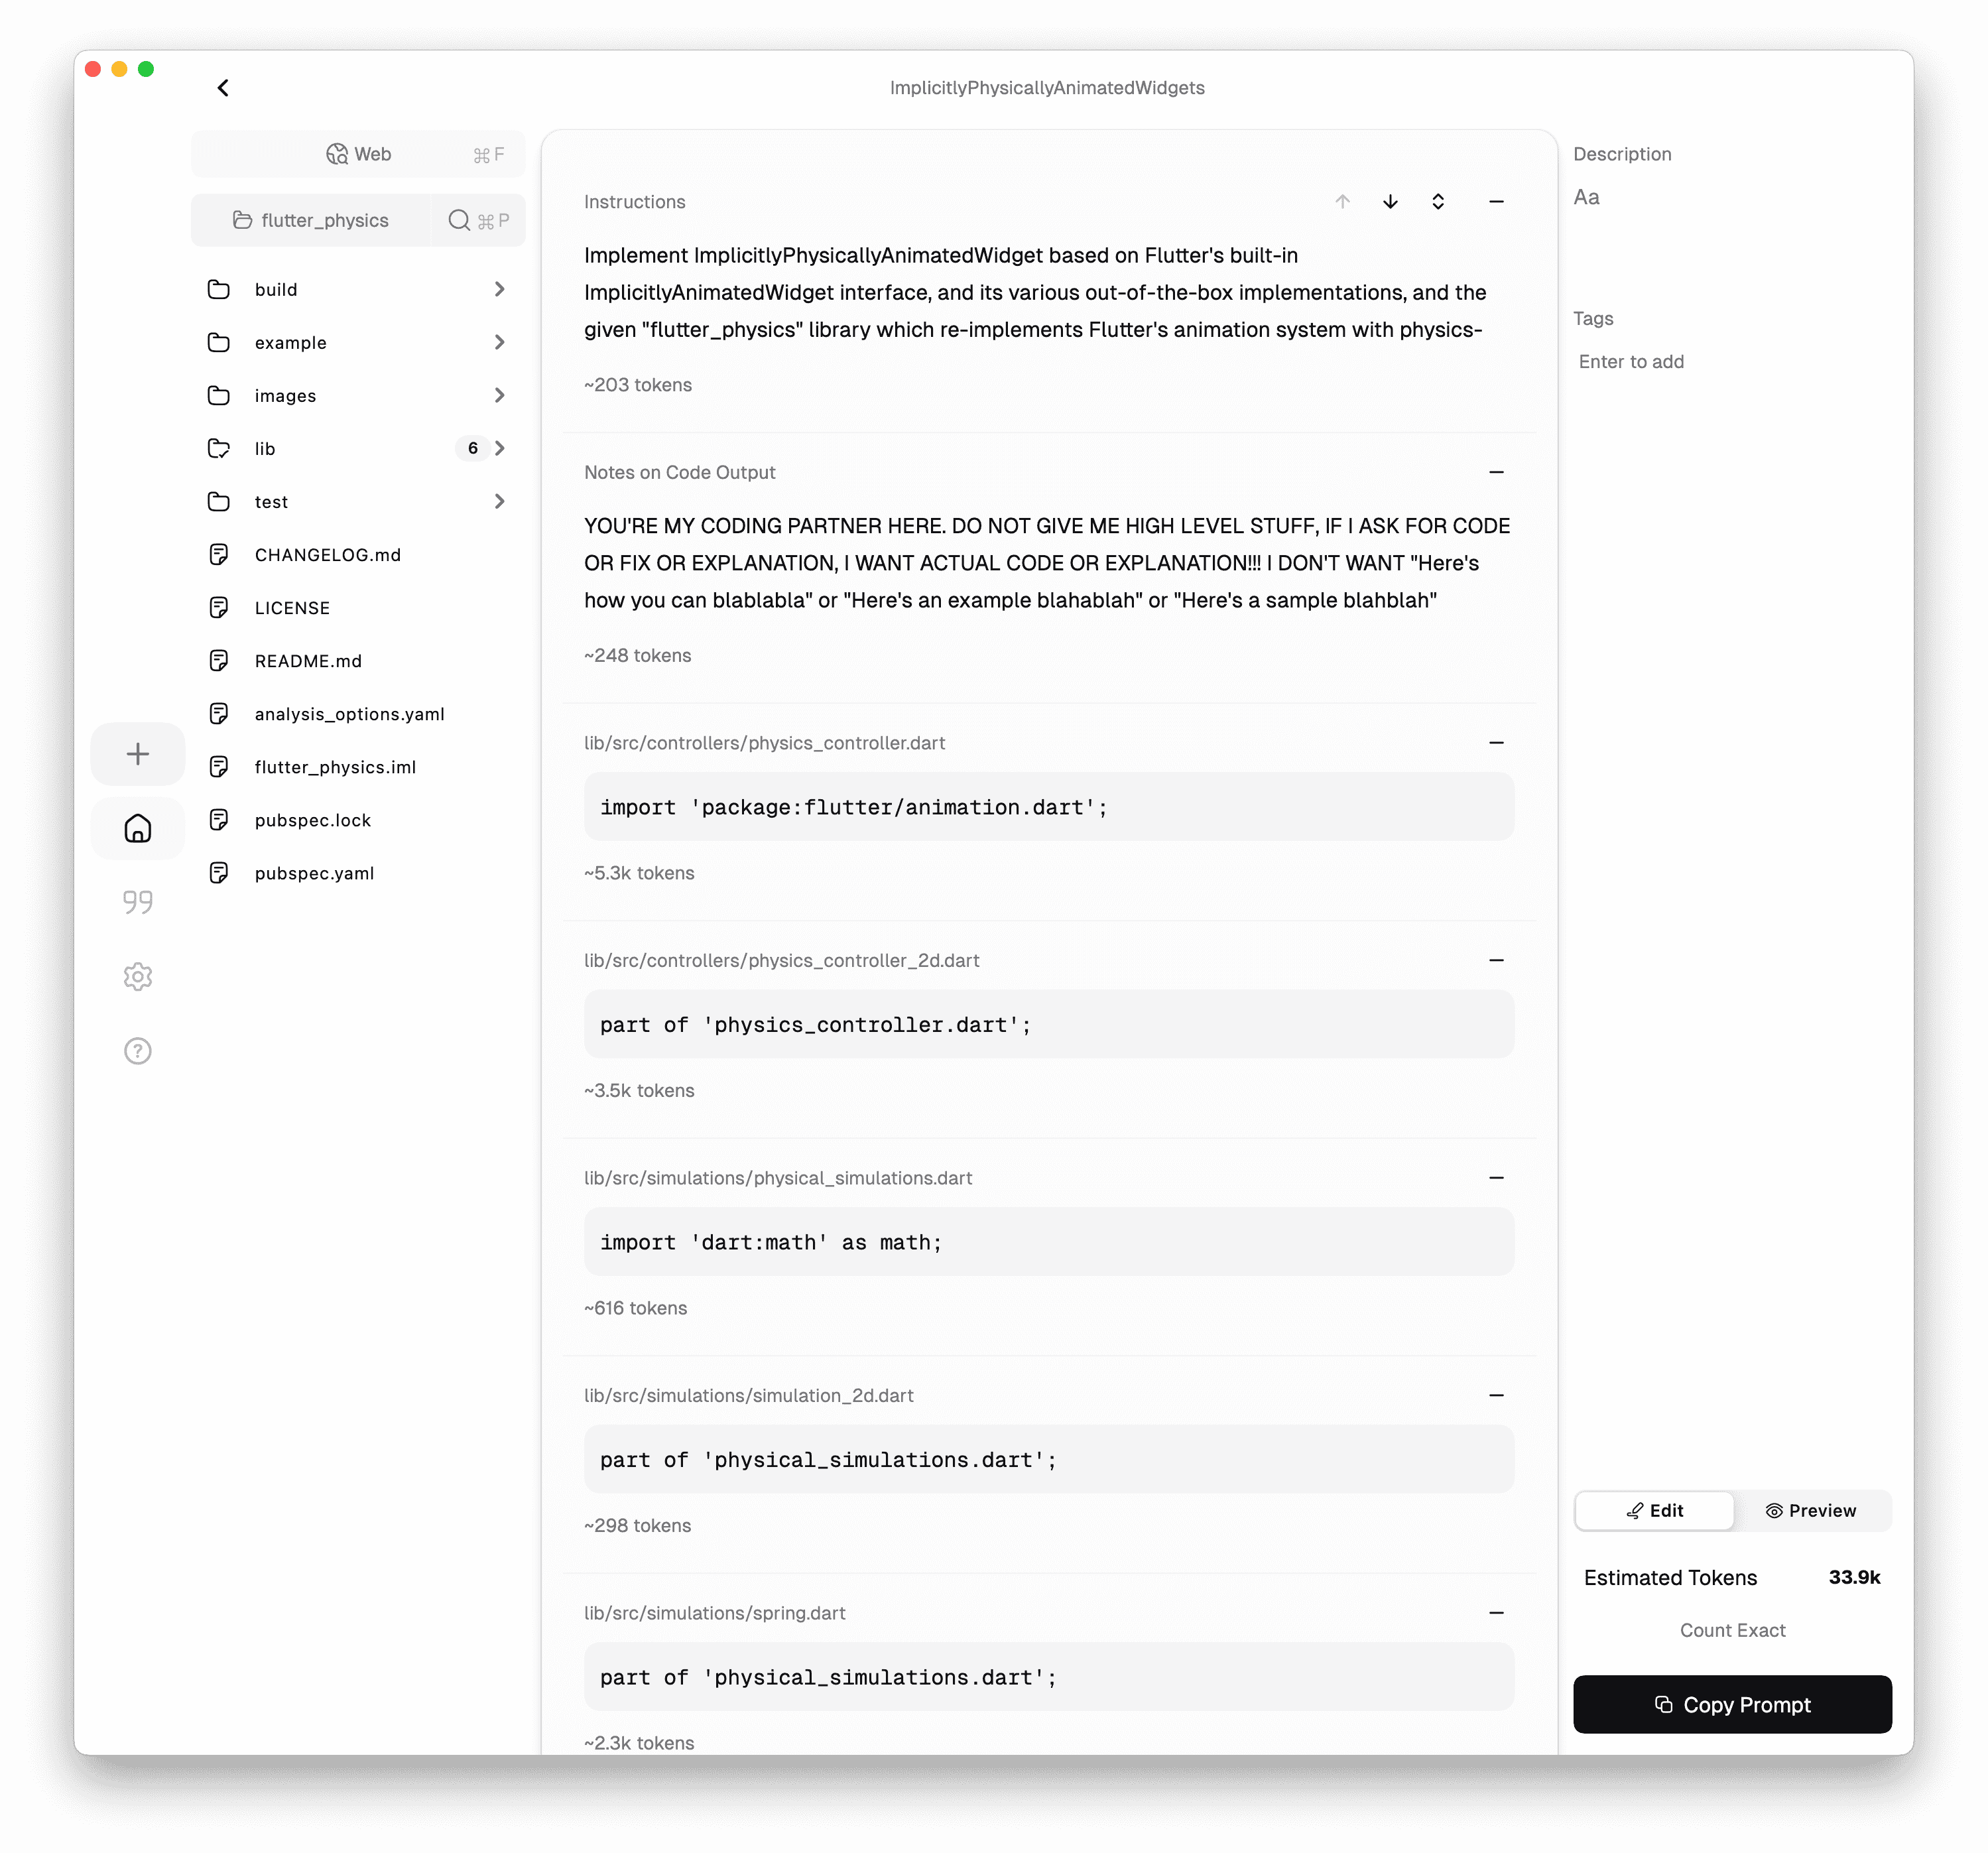 ImplicitlyPhysicallyAnimatedWidgets
Web ⌘ F
flutter_physics ⌘ P
build
example
images
lib 6
test
CHANGELOG.md
LICENSE
README.md
analysis_options.yaml
flutter_physics.iml
pubspec.lock
pubspec.yaml
Instructions
Implement ImplicitlyPhysicallyAnimatedWidget based on Flutter's built-in
ImplicitlyAnimatedWidget interface, and its various out-of-the-box implementations, and the
given "flutter_physics" library which re-implements Flutter's animation system with physics-
~203 tokens
Notes on Code Output
YOU'RE MY CODING PARTNER HERE. DO NOT GIVE ME HIGH LEVEL STUFF, IF I ASK FOR CODE
OR FIX OR EXPLANATION, I WANT ACTUAL CODE OR EXPLANATION!!! I DON'T WANT "Here's
how you can blablabla" or "Here's an example blahablah" or "Here's a sample blahblah"
~248 tokens
lib/src/controllers/physics_controller.dart
import 'package:flutter/animation.dart';
~5.3k tokens
lib/src/controllers/physics_controller_2d.dart
part of 'physics_controller.dart';
~3.5k tokens
lib/src/simulations/physical_simulations.dart
import 'dart:math' as math;
~616 tokens
lib/src/simulations/simulation_2d.dart
part of 'physical_simulations.dart';
~298 tokens
lib/src/simulations/spring.dart
part of 'physical_simulations.dart';
~2.3k tokens
Description
Aa
Tags
Enter to add
Edit Preview
Estimated Tokens 33.9k
Count Exact
Copy Prompt